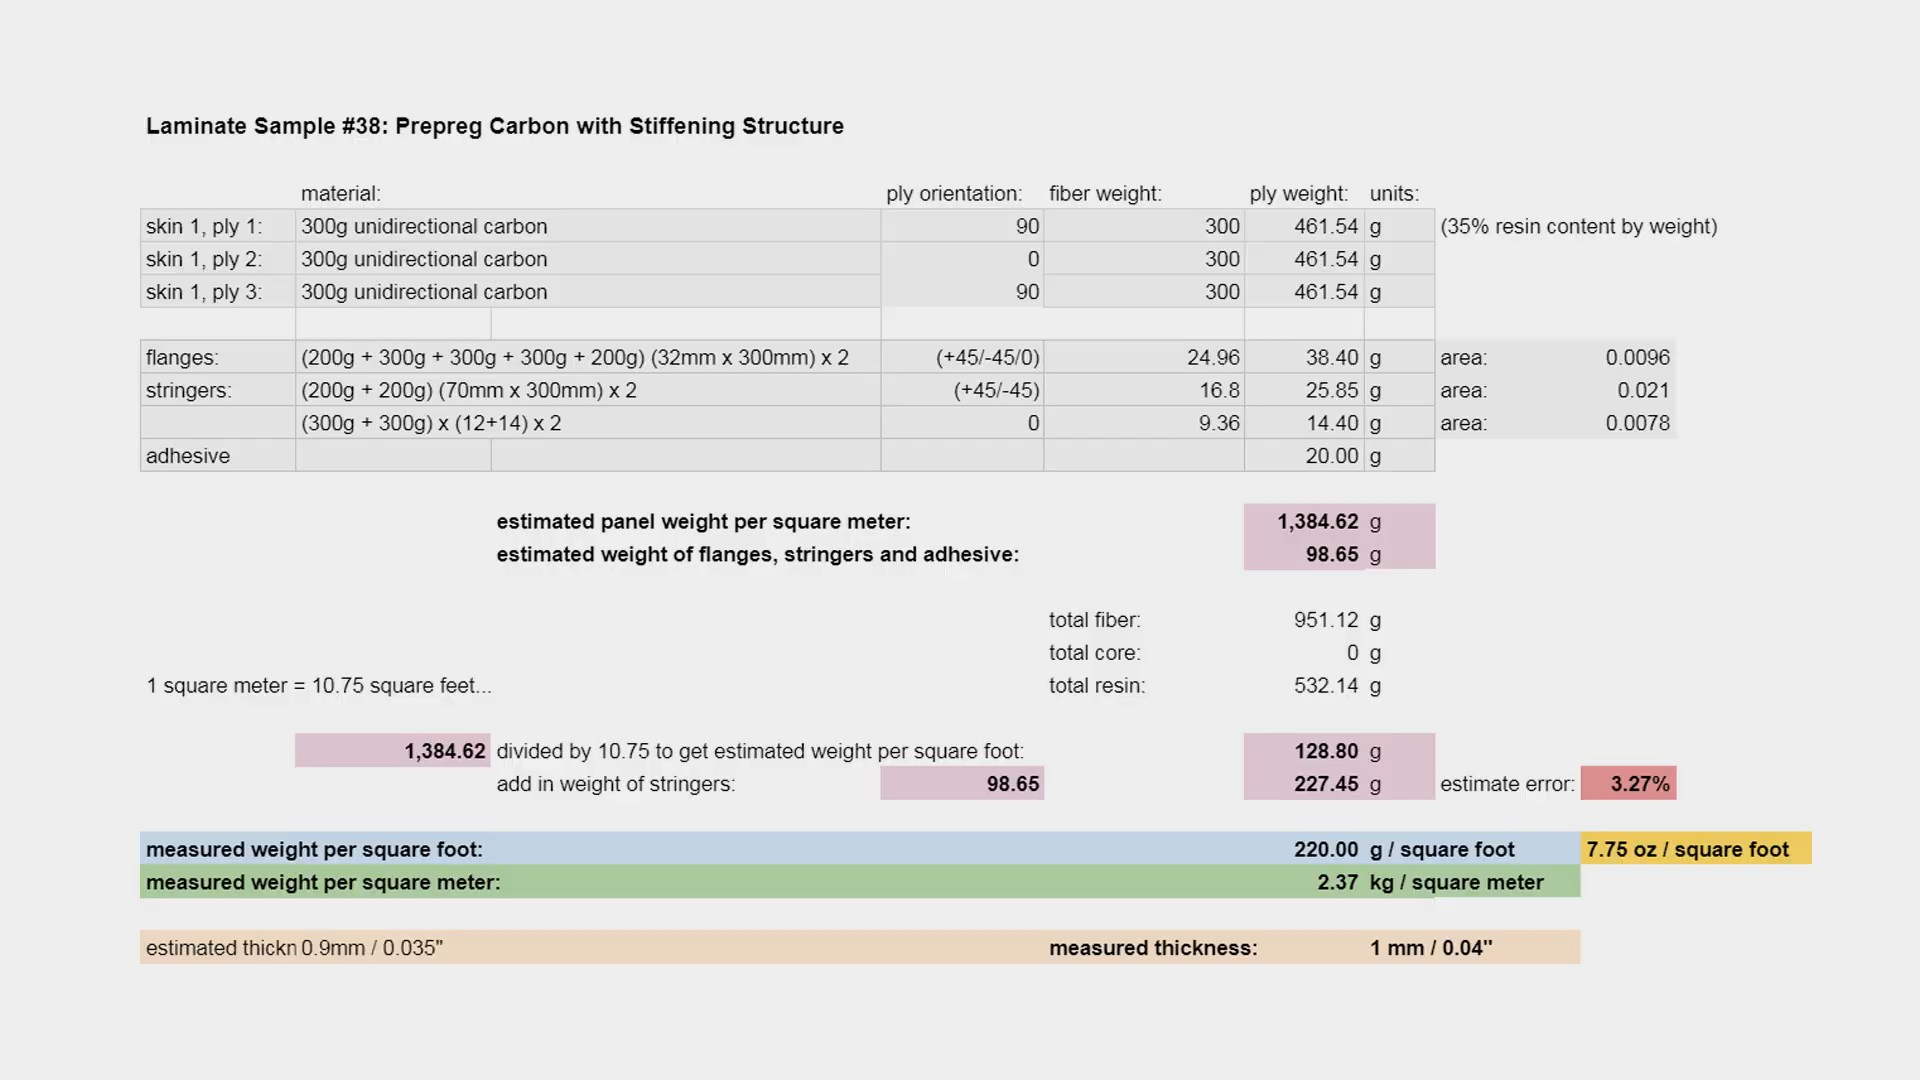 Laminate Sample #38: Prepreg Carbon with Stiffening Structure
material: ply orientation: fiber weight: ply weight: units:
skin 1, ply 1: 300g unidirectional carbon 90 300 461.54 g (35% resin content by weight)
skin 1, ply 2: 300g unidirectional carbon 0 300 461.54 g
skin 1, ply 3: 300g unidirectional carbon 90 300 461.54 g
flanges: (200g + 300g + 300g + 300g + 200g) (32mm x 300mm) x 2 (+45/-45/0) 24.96 38.40 g area: 0.0096
stringers: (200g + 200g) (70mm x 300mm) x 2 (+45/-45) 16.8 25.85 g area: 0.021
(300g + 300g) x (12+14) x 2 0 9.36 14.40 g area: 0.0078
adhesive 20.00 g
estimated panel weight per square meter: 1,384.62 g
estimated weight of flanges, stringers and adhesive: 98.65 g
total fiber: 951.12 g
total core: 0 g
1 square meter = 10.75 square feet... total resin: 532.14 g
1,384.62 divided by 10.75 to get estimated weight per square foot: 128.80 g
add in weight of stringers: 98.65 227.45 g estimate error: 3.27%
measured weight per square foot: 220.00 g / square foot 7.75 oz / square foot
measured weight per square meter: 2.37 kg / square meter
estimated thickn 0.9mm / 0.035" measured thickness: 1 mm / 0.04"